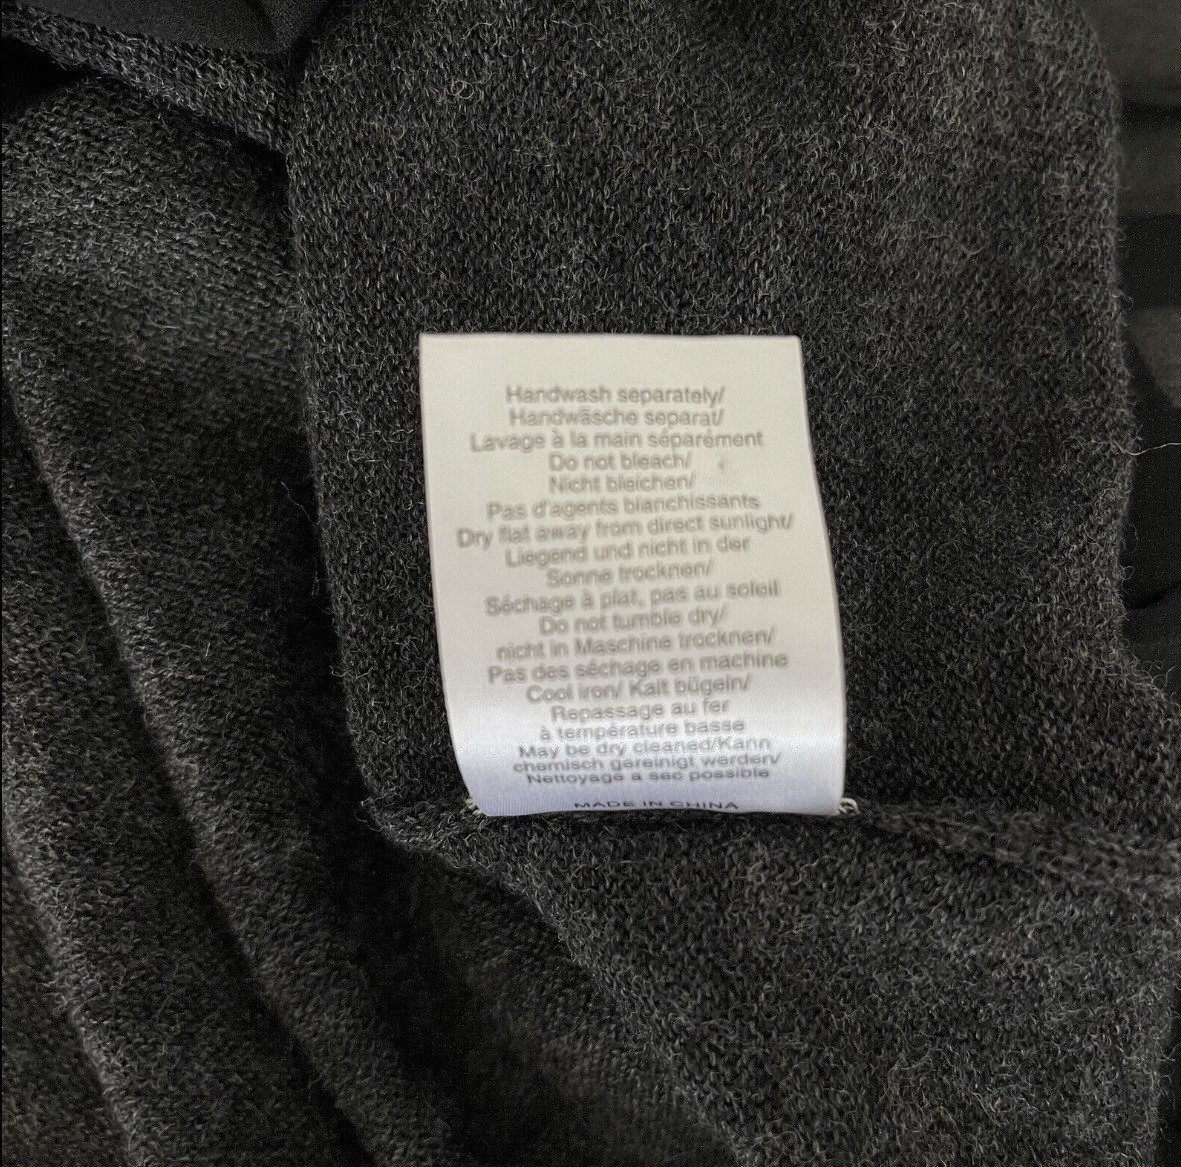 Handwash separately/
Handwäsche separat/
Lavage à la main séparément
Do not bleach/
Nicht bleichen/
Pas d'agents blanchissants
Dry flat away from direct sunlight/
Liegend und nicht in der
Sonne trocknen/
Séchage à plat, pas au soleil
Do not tumble dry/
nicht in Maschine trocknen/
Pas des séchage en machine
Cool iron/ Kalt bügeln/
Repassage au fer
à température basse
May be dry cleaned/Kann
chemisch gereinigt werden/
Nettoyage a sec possible
MADE IN CHINA